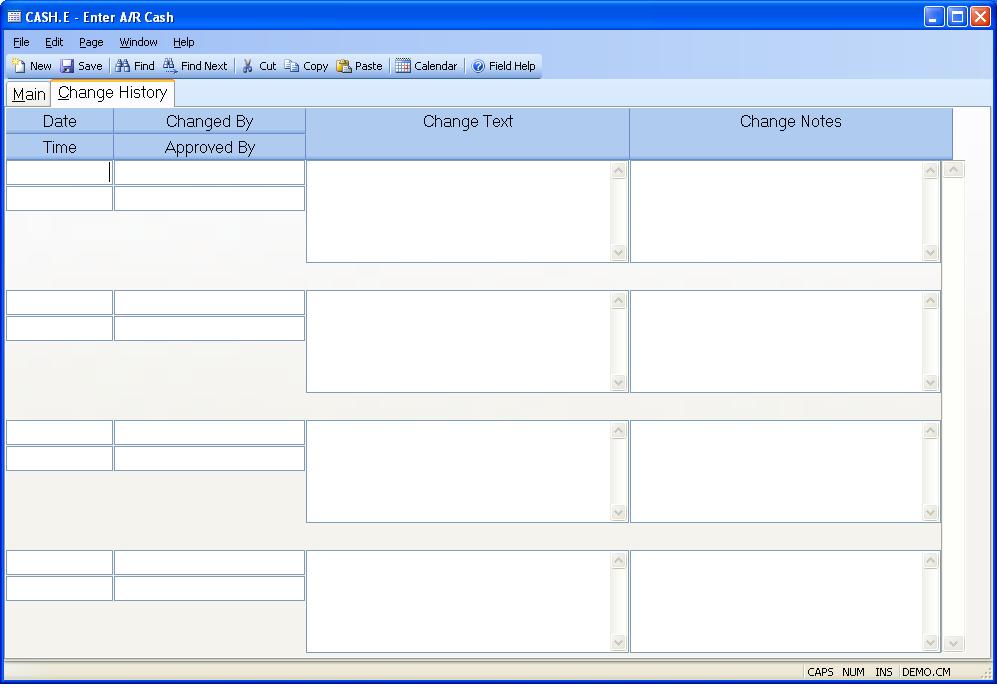 CASH.E - Enter A/R Cash
File Edit Page Window Help
New Save Find Find Next Cut Copy Paste Calendar Field Help
Main Change History
Date Changed By Change Text Change Notes
Time Approved By
CAPS NUM INS DEMO.CM